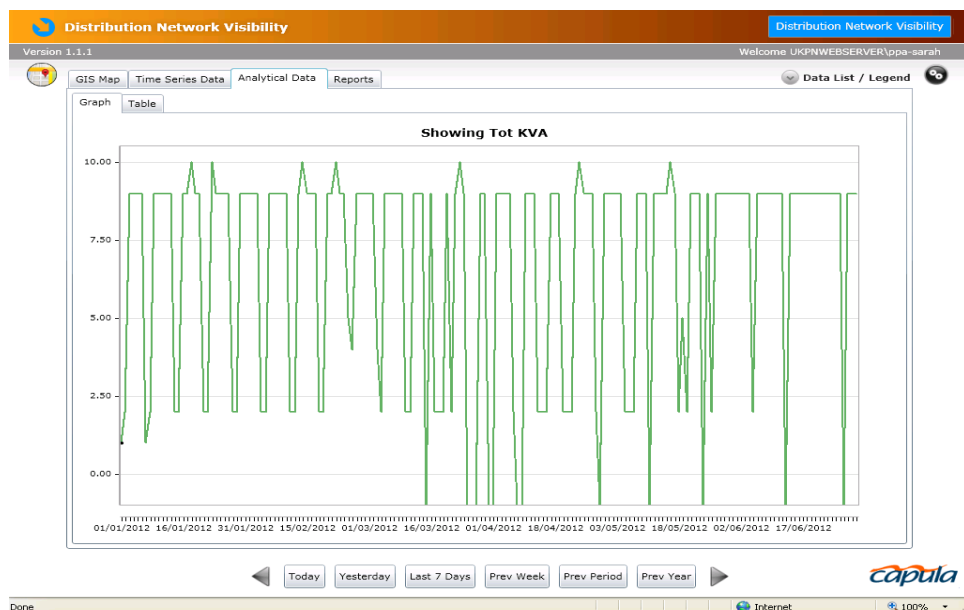 Distribution Network Visibility
Distribution Network Visibility
Version 1.1.1
Welcome UKPNWEBSERVER\ppa-sarah
GIS Map Time Series Data Analytical Data Reports
Data List / Legend
Graph Table
Showing Tot KVA
10.00
7.50
5.00
2.50
0.00
01/01/2012 16/01/2012 31/01/2012 15/02/2012 01/03/2012 16/03/2012 01/04/2012 18/04/2012 03/05/2012 18/05/2012 02/06/2012 17/06/2012
Today Yesterday Last 7 Days Prev Week Prev Period Prev Year
capula
Done
Internet
100%